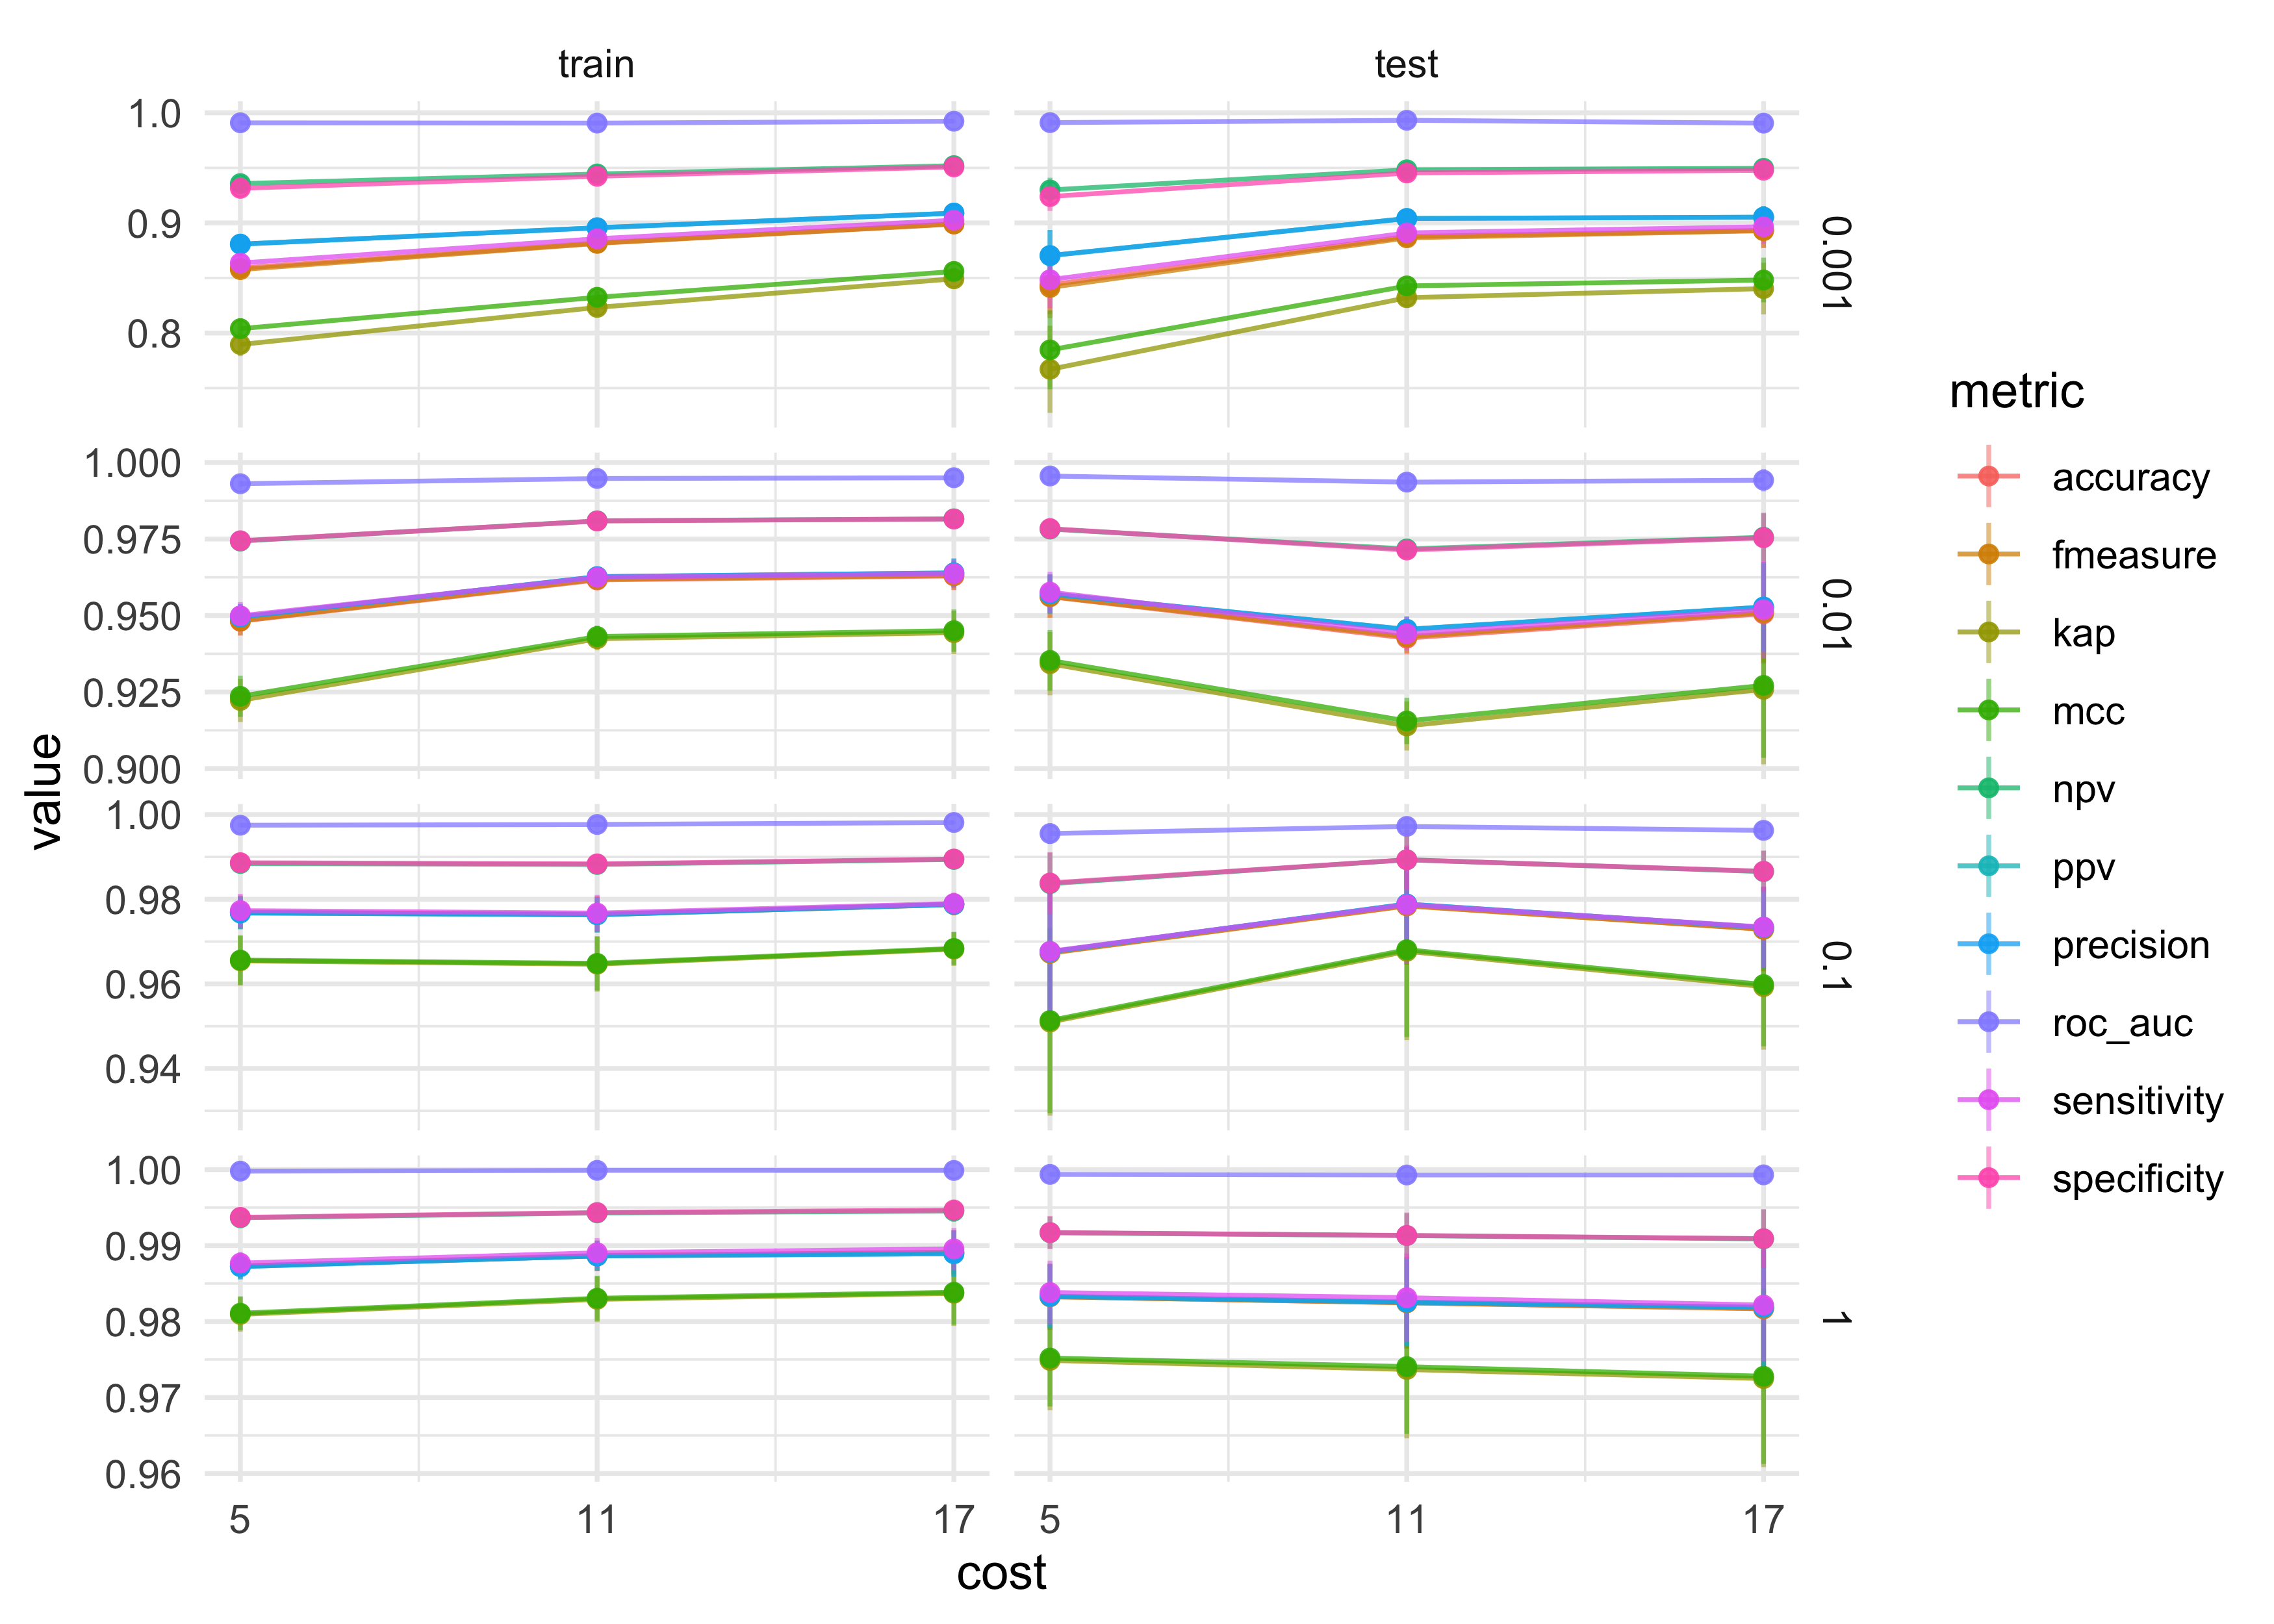 train
test
1.0
0.9
0.8
0.001
1.000
0.975
0.950
0.925
0.900
0.01
1.00
0.98
0.96
0.94
0.1
1.00
0.99
0.98
0.97
0.96
1
5
11
17
5
11
17
cost
value
metric
accuracy
fmeasure
kap
mcc
npv
ppv
precision
roc_auc
sensitivity
specificity